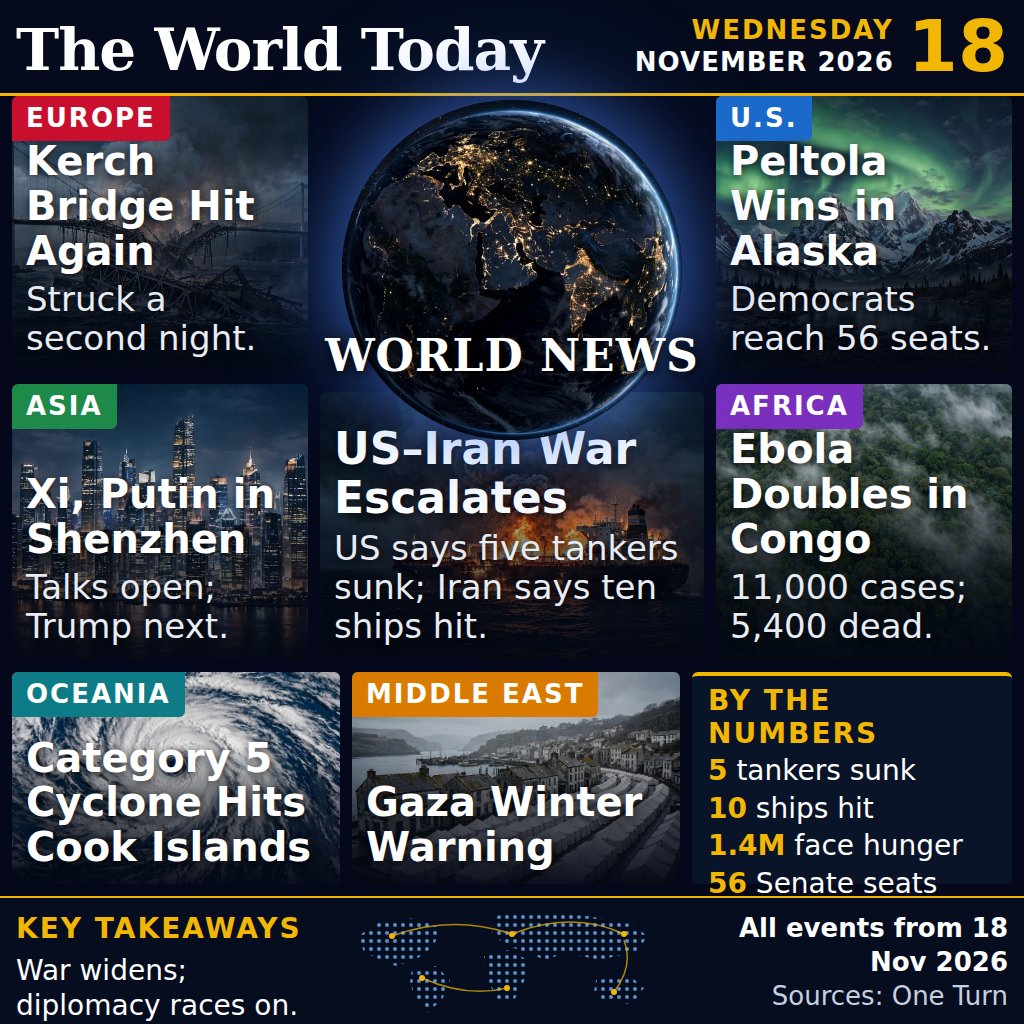 The World Today
WEDNESDAY
NOVEMBER 2026
18
EUROPE
Kerch
Bridge Hit
Again
Struck a
second night.
WORLD NEWS
U.S.
Peltola
Wins in
Alaska
Democrats
reach 56 seats.
ASIA
Xi, Putin in
Shenzhen
Talks open;
Trump next.
US–Iran War
Escalates
US says five tankers
sunk; Iran says ten
ships hit.
AFRICA
Ebola
Doubles in
Congo
11,000 cases;
5,400 dead.
OCEANIA
Category 5
Cyclone Hits
Cook Islands
MIDDLE EAST
Gaza Winter
Warning
BY THE
NUMBERS
5 tankers sunk
10 ships hit
1.4M face hunger
56 Senate seats
KEY TAKEAWAYS
War widens;
diplomacy races on.
All events from 18
Nov 2026
Sources: One Turn